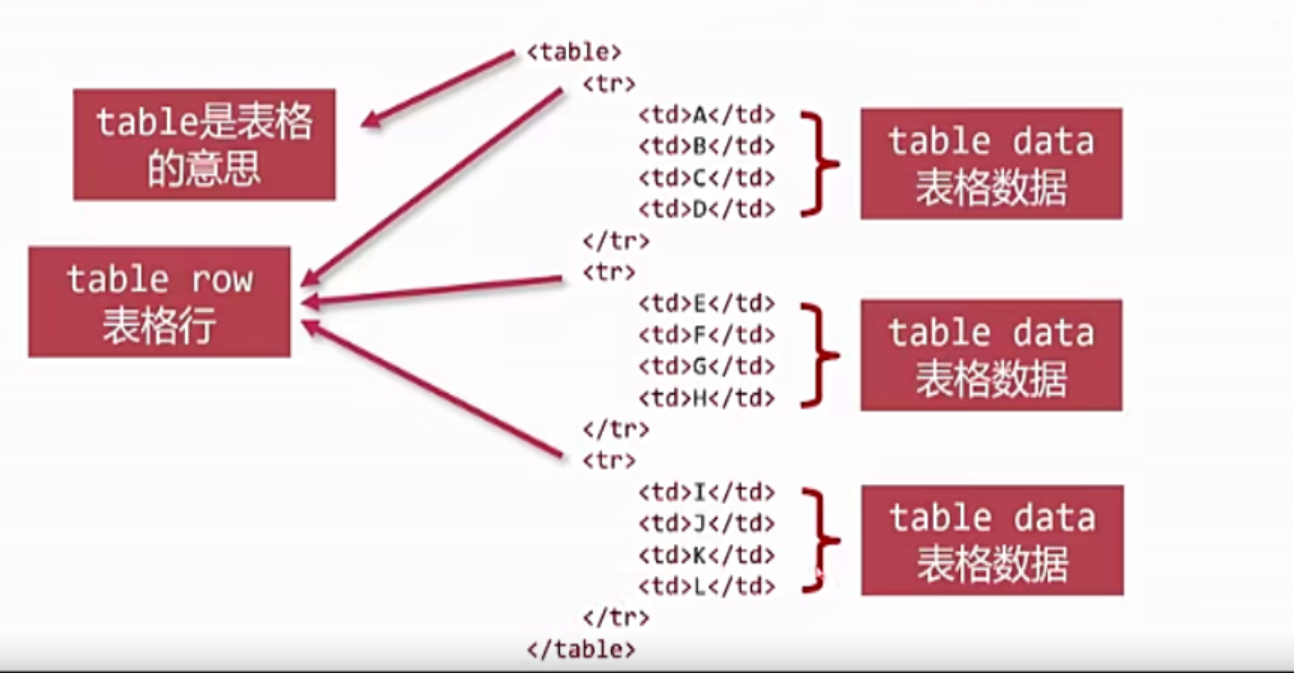 <table>
<tr>
table是表格
的意思
<td>A</td>
<td>B</td>
<td>C</td>
<td>D</td>
table data
表格数据
</tr>
<tr>
table row
表格行
<td>E</td>
<td>F</td>
<td>G</td>
<td>H</td>
table data
表格数据
</tr>
<tr>
<td>I</td>
<td>J</td>
<td>K</td>
<td>L</td>
table data
表格数据
</tr>
</table>